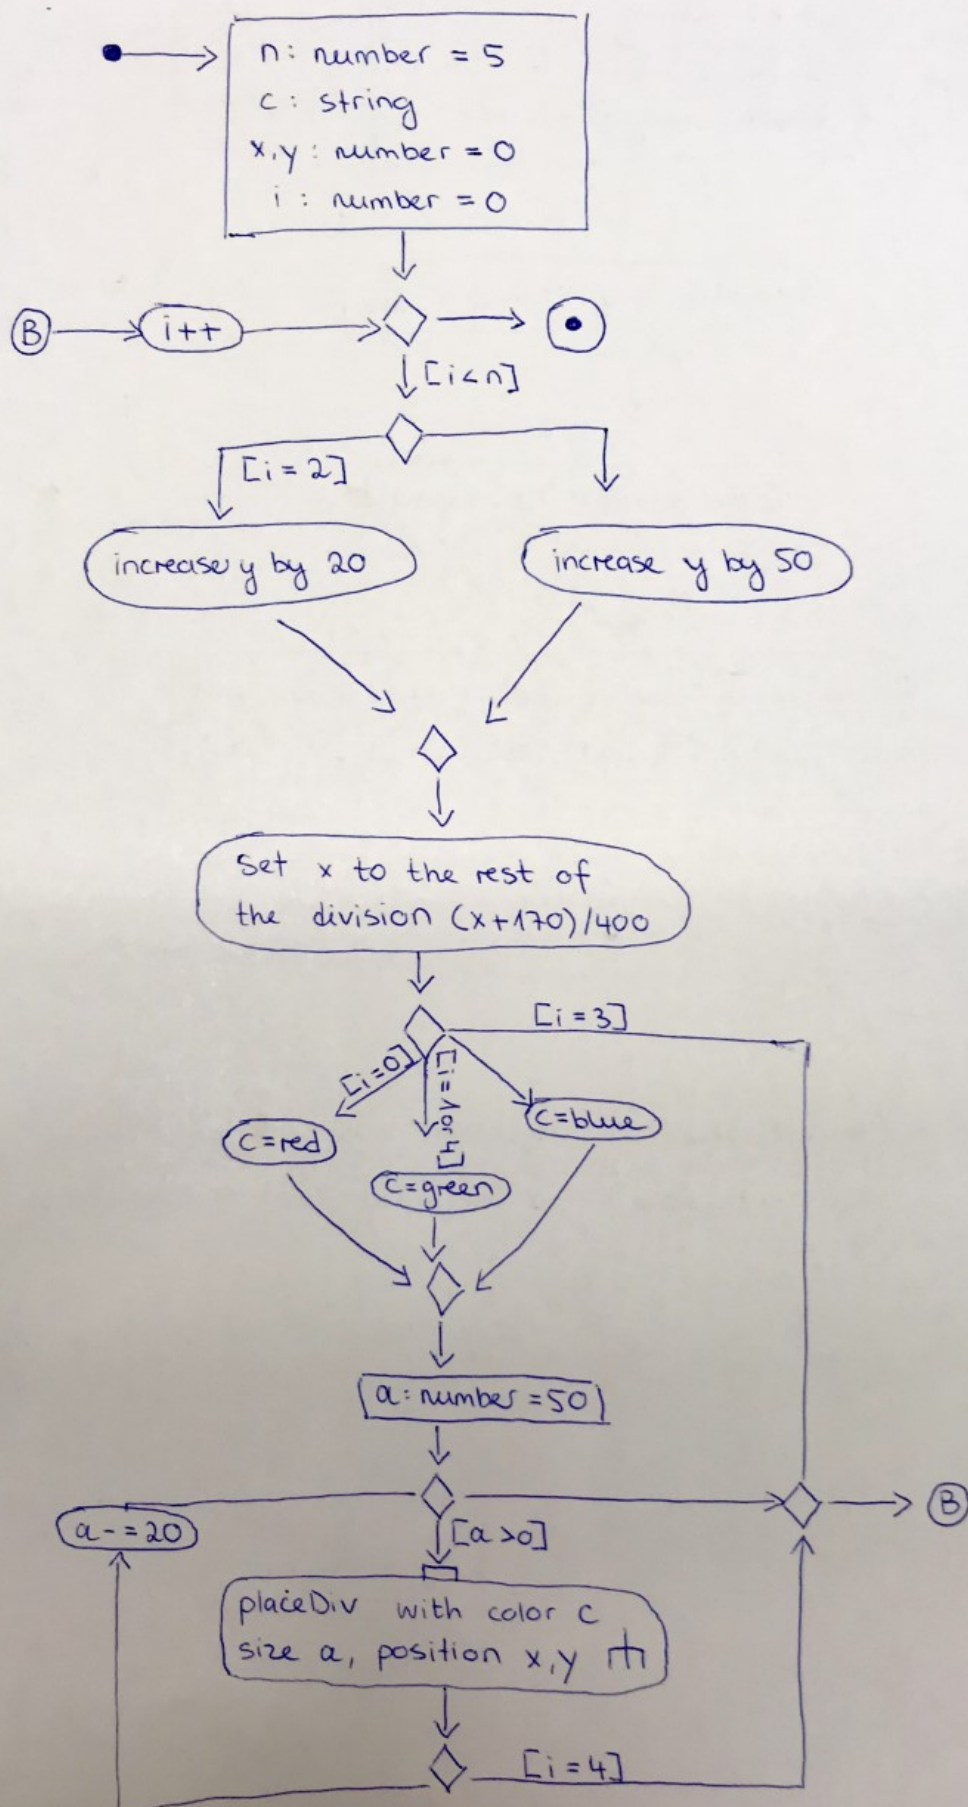 n: number = 5
c: string
x,y: number = 0
i: number = 0
B
i++
[i<n]
[i=2]
increase y by 20
increase y by 50
set x to the rest of
the division (x+170)/400
[i=3]
[i=0]
[i=1 or 4]
c=red
c=blue
c=green
a: number = 50
a-=20
[a>0]
B
placeDiv with color c
size a, position x,y
[i=4]